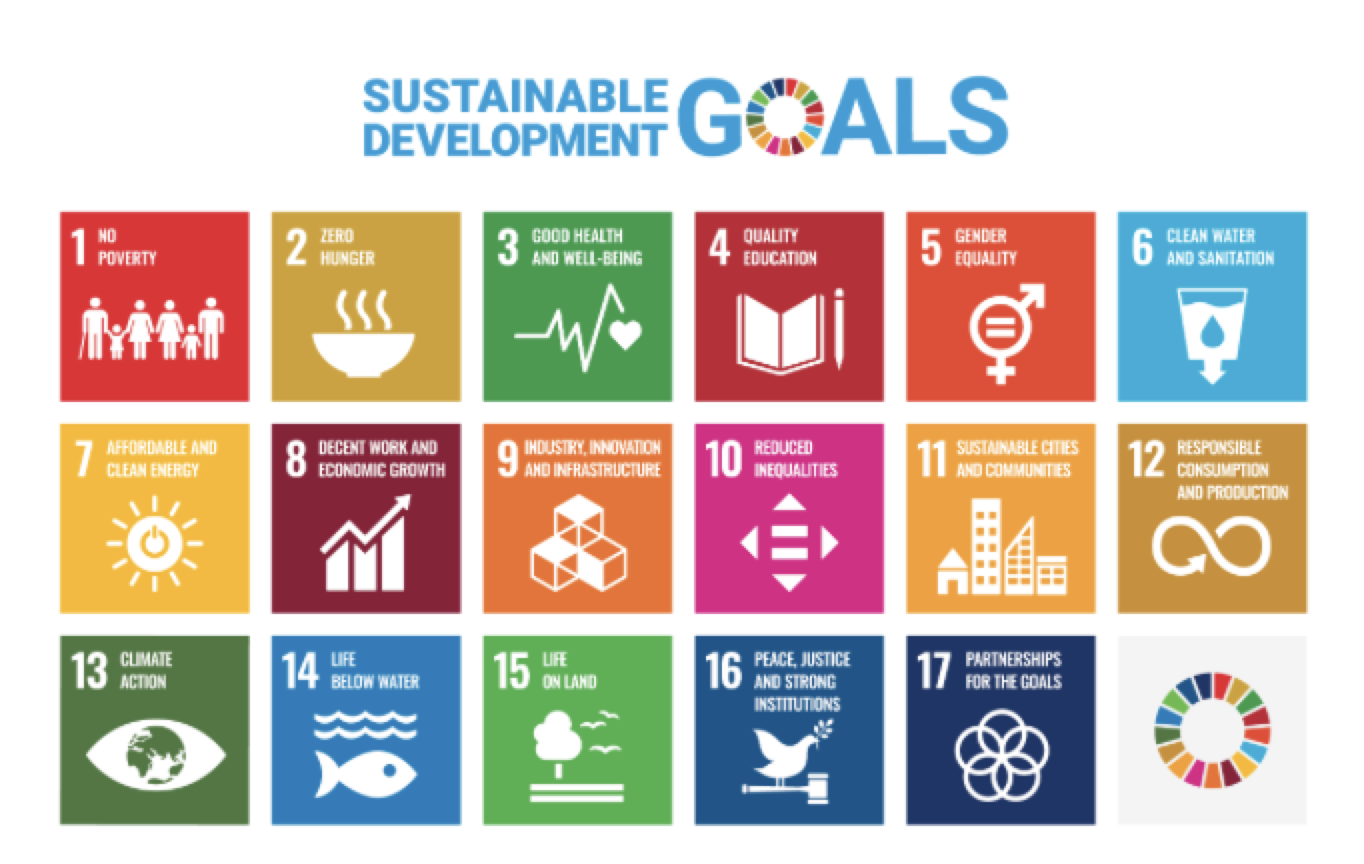 SUSTAINABLE
DEVELOPMENT GOALS
1 NO
POVERTY
2 ZERO
HUNGER
3 GOOD HEALTH
AND WELL-BEING
4 QUALITY
EDUCATION
5 GENDER
EQUALITY
6 CLEAN WATER
AND SANITATION
7 AFFORDABLE AND
CLEAN ENERGY
8 DECENT WORK AND
ECONOMIC GROWTH
9 INDUSTRY, INNOVATION
AND INFRASTRUCTURE
10 REDUCED
INEQUALITIES
11 SUSTAINABLE CITIES
AND COMMUNITIES
12 RESPONSIBLE
CONSUMPTION
AND PRODUCTION
13 CLIMATE
ACTION
14 LIFE
BELOW WATER
15 LIFE
ON LAND
16 PEACE, JUSTICE
AND STRONG
INSTITUTIONS
17 PARTNERSHIPS
FOR THE GOALS